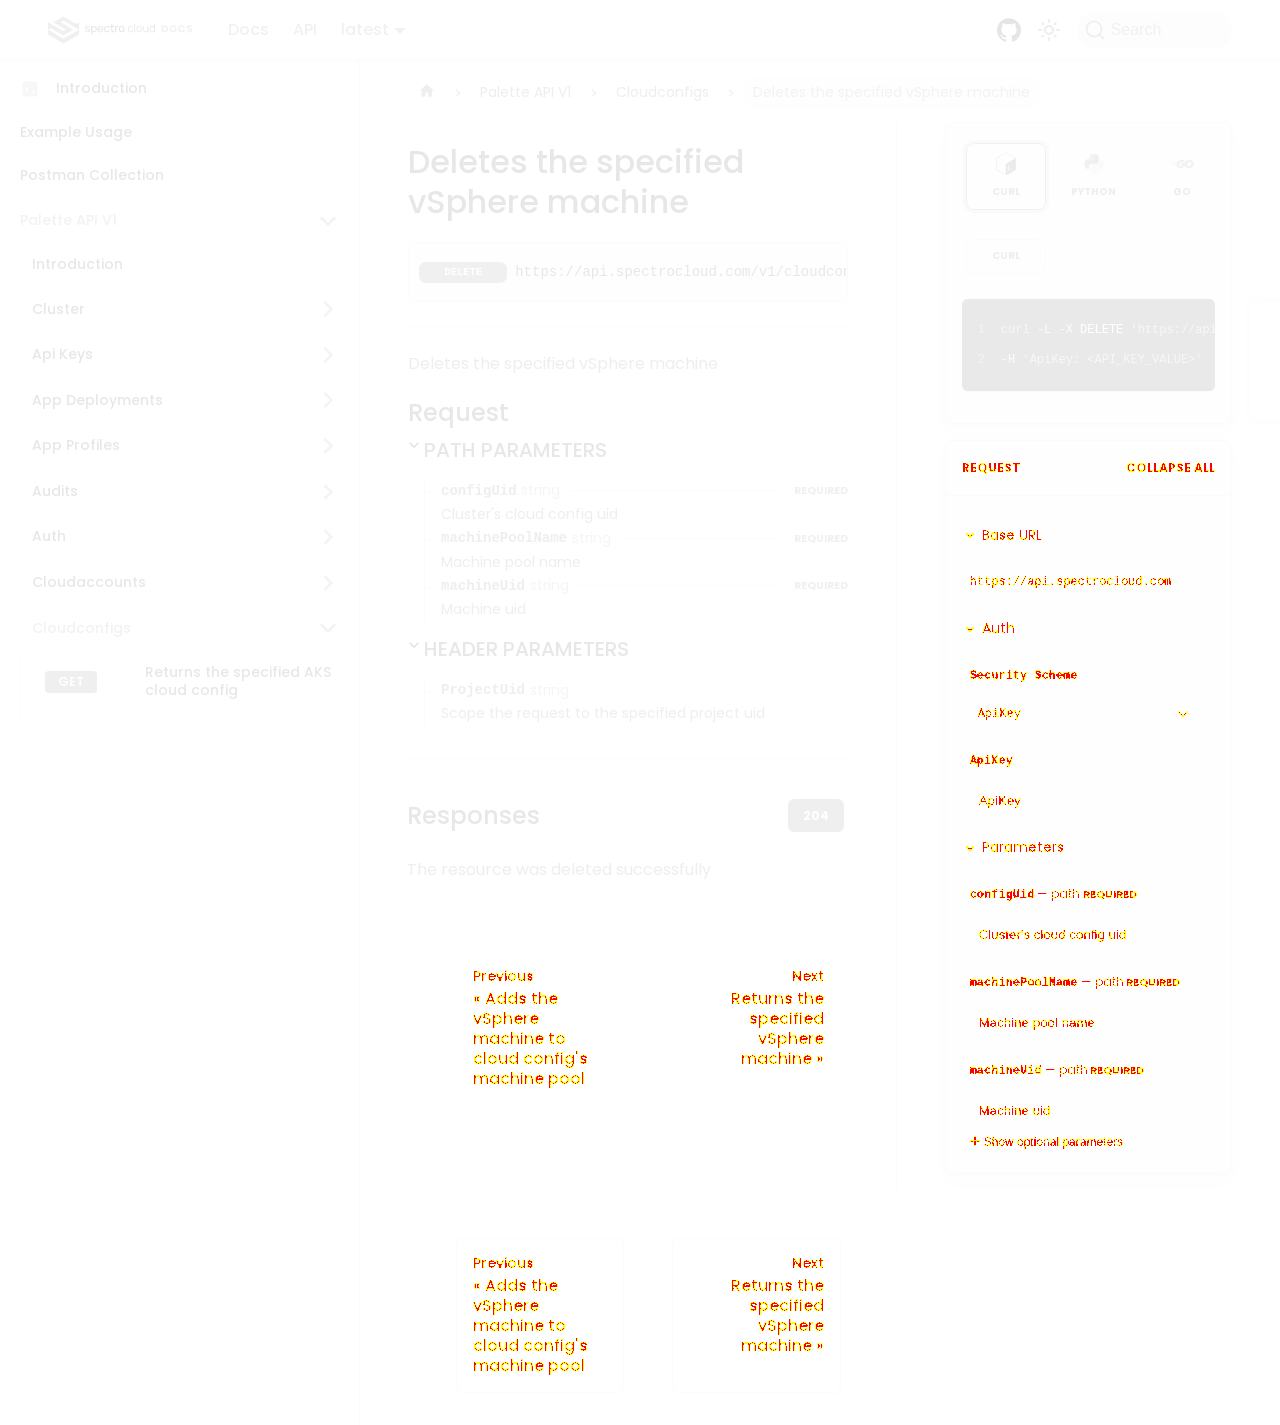 spectro cloud DOCS
Docs
API
latest
Search
Introduction
Example Usage
Postman Collection
Palette API V1
Introduction
Cluster
Api Keys
App Deployments
App Profiles
Audits
Auth
Cloudaccounts
Cloudconfigs
GET
Returns the specified AKS
cloud config
Palette API V1
Cloudconfigs
Deletes the specified vSphere machine
Deletes the specified
vSphere machine
DELETE https://api.spectrocloud.com/v1/cloudcon
Deletes the specified vSphere machine
Request
PATH PARAMETERS
configUid string REQUIRED
Cluster's cloud config uid
machinePoolName string REQUIRED
Machine pool name
machineUid string REQUIRED
Machine uid
HEADER PARAMETERS
ProjectUid string
Scope the request to the specified project uid
Responses
204
The resource was deleted successfully
Previous
« Adds the
vSphere
machine to
cloud config's
machine pool
Next
Returns the
specified
vSphere
machine »
Previous
« Adds the
vSphere
machine to
cloud config's
machine pool
Next
Returns the
specified
vSphere
machine »
CURL
PYTHON
GO
CURL
1 curl -L -X DELETE 'https://api
2 -H 'ApiKey: <API_KEY_VALUE>'
REQUEST
COLLAPSE ALL
Base URL
https://api.spectrocloud.com
Auth
Security Scheme
ApiKey
ApiKey
ApiKey
Parameters
configUid — path REQUIRED
Cluster's cloud config uid
machinePoolName — path REQUIRED
Machine pool name
machineUid — path REQUIRED
Machine uid
Show optional parameters